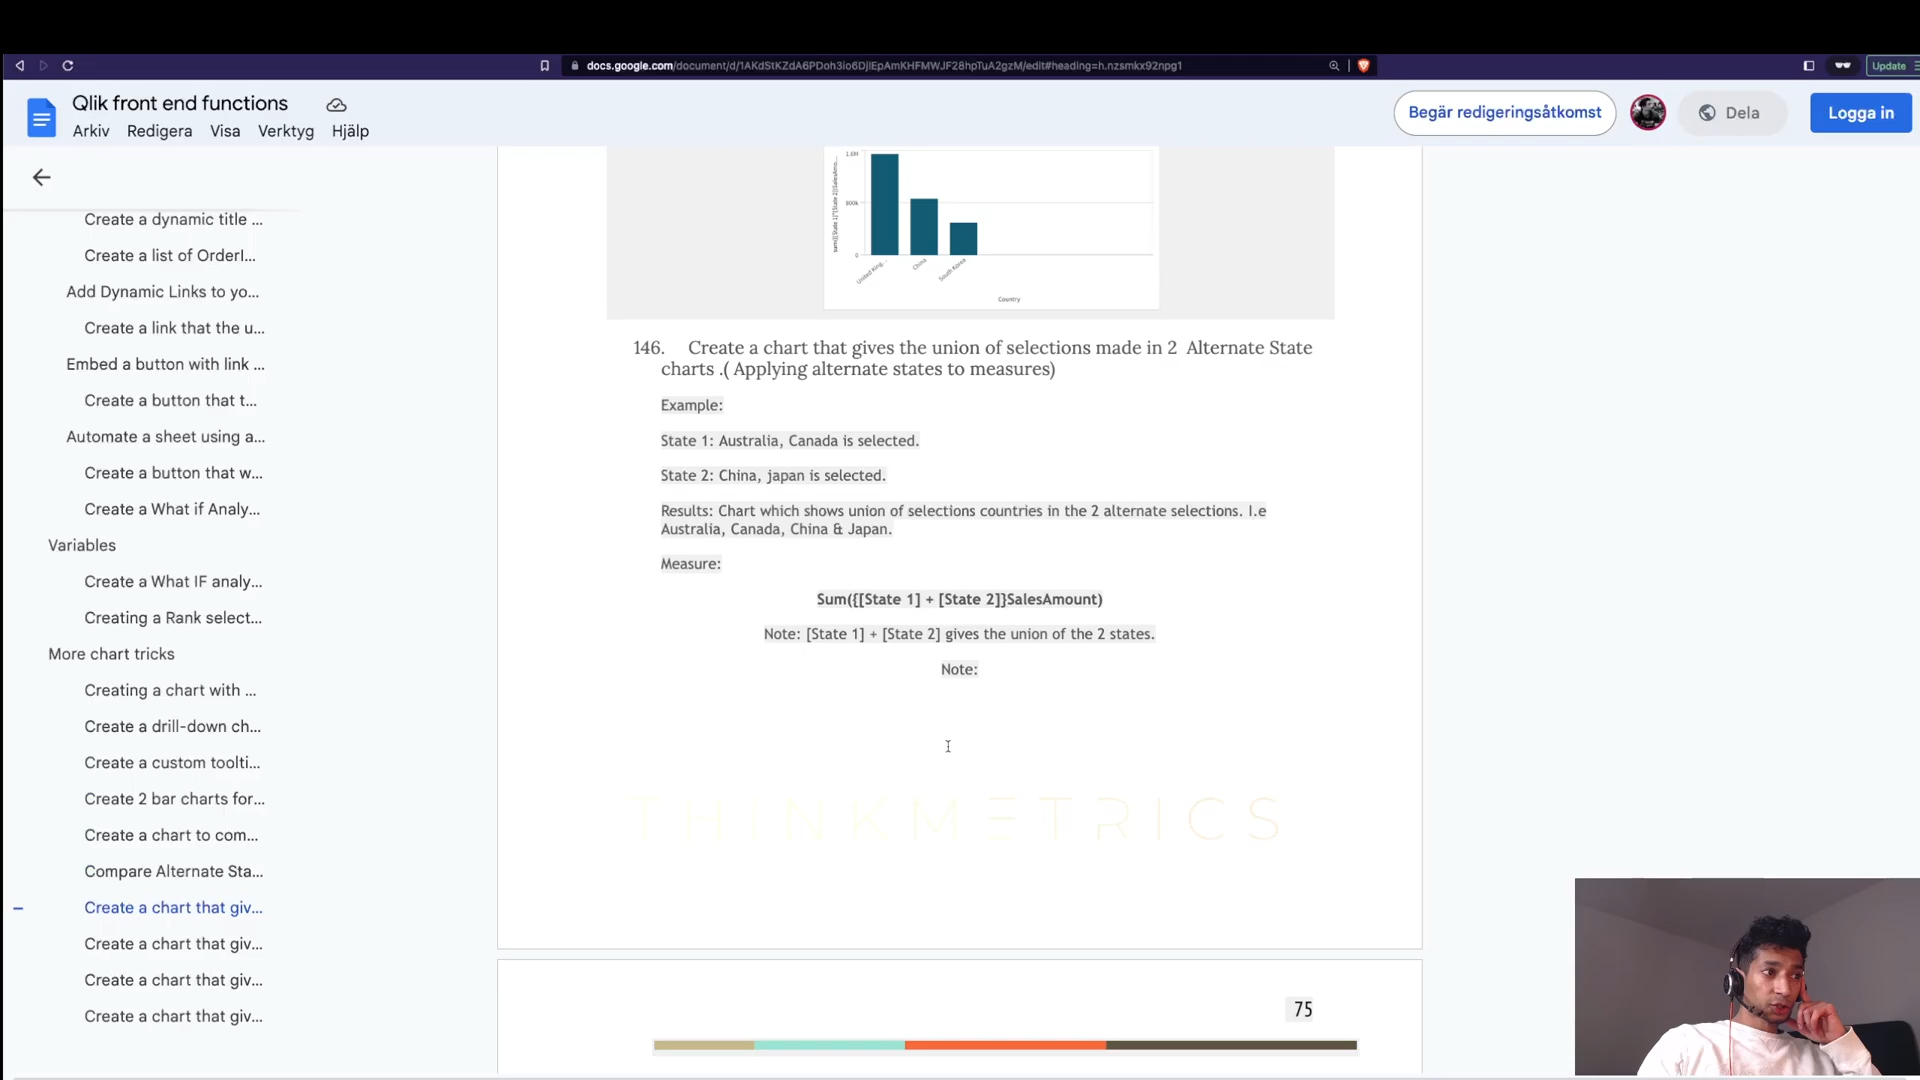 docs.google.com/document/d/1AKdStKZdA6PDoh3io6DjlEpAmKHFMWJF28hpTuA2gzM/edit#heading=h.nzsmkx92npg1
Update
Qlik front end functions
Arkiv Redigera Visa Verktyg Hjälp
Begär redigeringsåtkomst
Dela
Logga in
Create a dynamic title ...
Create a list of OrderI...
Add Dynamic Links to yo...
Create a link that the u...
Embed a button with link ...
Create a button that t...
Automate a sheet using a...
Create a button that w...
Create a What if Analy...
Variables
Create a What IF analy...
Creating a Rank select...
More chart tricks
Creating a chart with ...
Create a drill-down ch...
Create a custom toolti...
Create 2 bar charts for...
Create a chart to com...
Compare Alternate Sta...
Create a chart that giv...
Create a chart that giv...
Create a chart that giv...
Create a chart that giv...
1.6M
800k
0
United King...
China
South Korea
Country
146. Create a chart that gives the union of selections made in 2 Alternate State
charts .( Applying alternate states to measures)
Example:
State 1: Australia, Canada is selected.
State 2: China, japan is selected.
Results: Chart which shows union of selections countries in the 2 alternate selections. I.e
Australia, Canada, China & Japan.
Measure:
Sum({[State 1] + [State 2]}SalesAmount)
Note: [State 1] + [State 2] gives the union of the 2 states.
Note:
THINKMETRICS
75